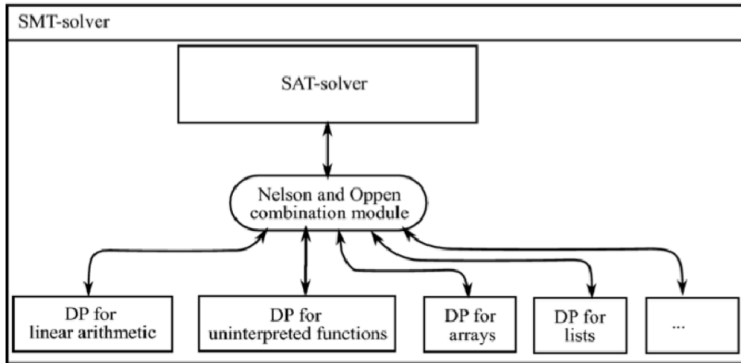 SMT-solver
SAT-solver
Nelson and Oppen
combination module
DP for
linear arithmetic
DP for
uninterpreted functions
DP for
arrays
DP for
lists
...